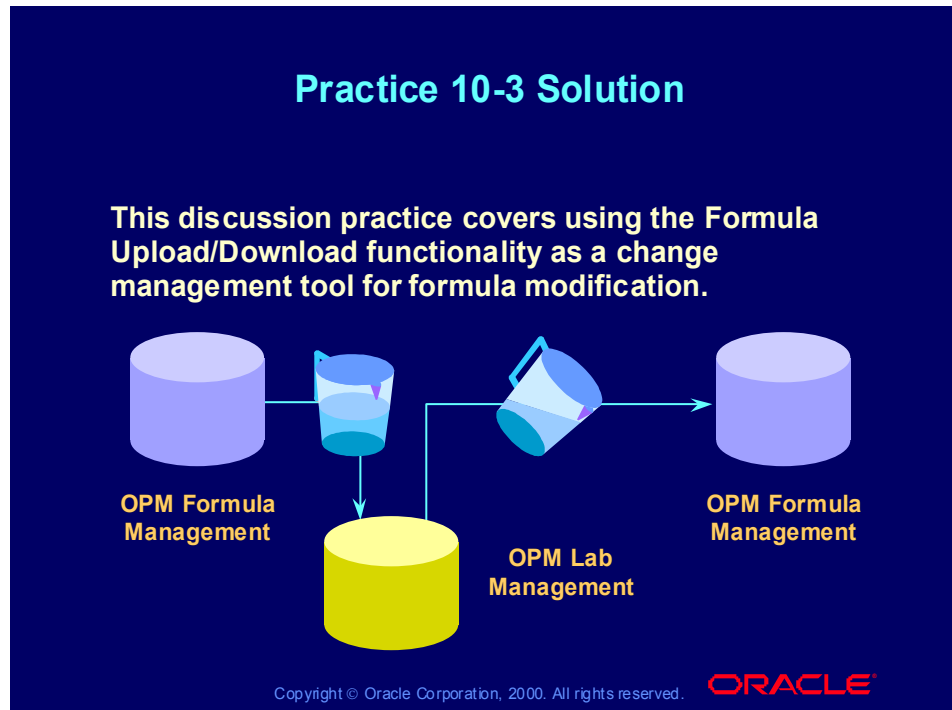 Practice 10-3 Solution
This discussion practice covers using the Formula
Upload/Download functionality as a change
management tool for formula modification.
OPM Formula
Management
OPM Lab
Management
OPM Formula
Management
Copyright © Oracle Corporation, 2000. All rights reserved.
ORACLE